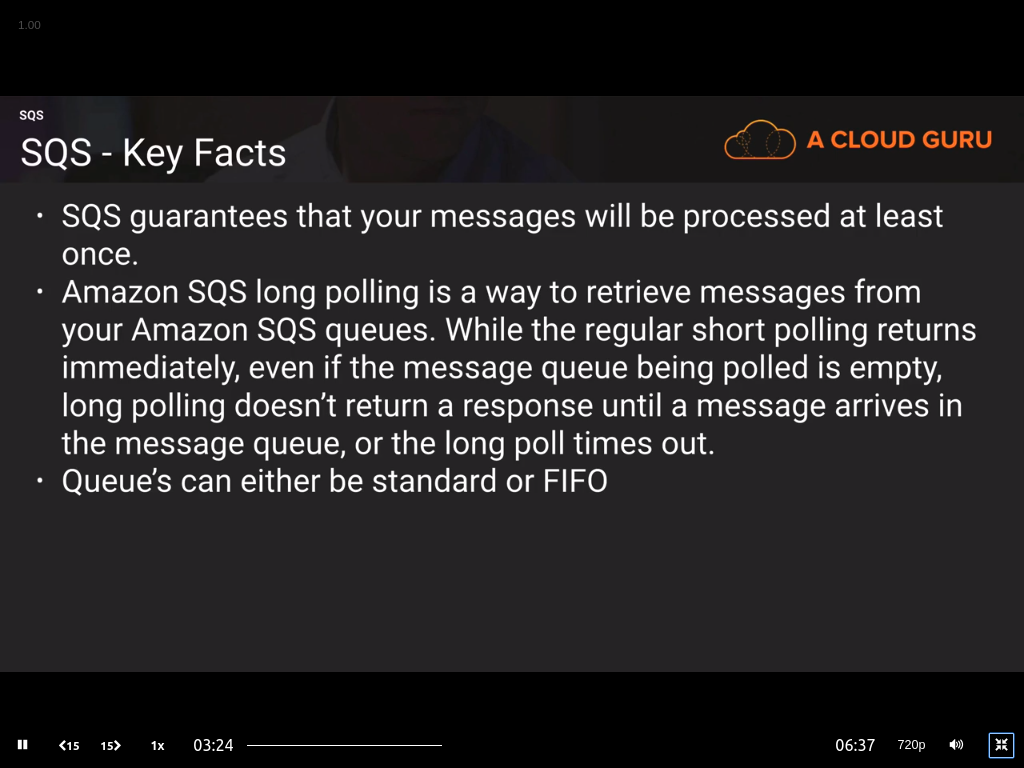 1.00
SQS
SQS - Key Facts
A CLOUD GURU
• SQS guarantees that your messages will be processed at least
once.
• Amazon SQS long polling is a way to retrieve messages from
your Amazon SQS queues. While the regular short polling returns
immediately, even if the message queue being polled is empty,
long polling doesn’t return a response until a message arrives in
the message queue, or the long poll times out.
• Queue’s can either be standard or FIFO
15 15 1x 03:24 06:37 720p